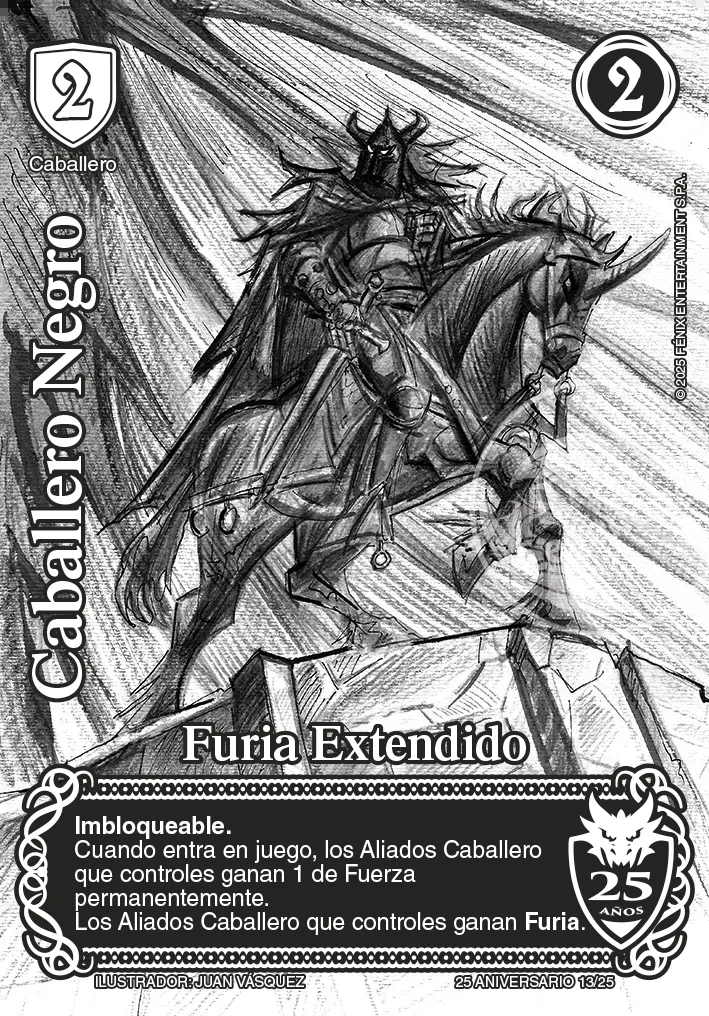 2
2
Caballero
Caballero Negro
© 2025 FÉNIX ENTERTAINMENT S.P.A.
Furia Extendido
Imbloqueable.
Cuando entra en juego, los Aliados Caballero
que controles ganan 1 de Fuerza
permanentemente.
Los Aliados Caballero que controles ganan Furia.
25
AÑOS
ILUSTRADOR: JUAN VÁSQUEZ
25 ANIVERSARIO 13/25